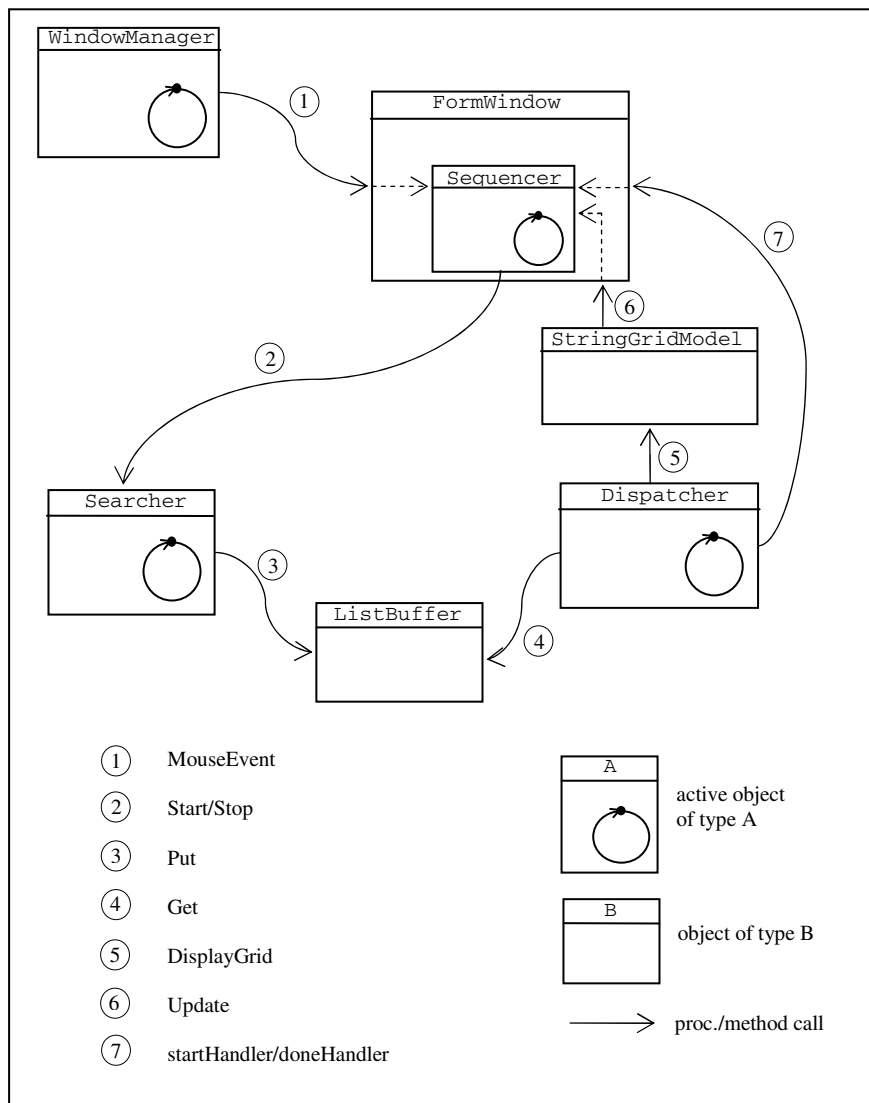 WindowManager
1
FormWindow
Sequencer
7
6
2
StringGridModel
5
Searcher
Dispatcher
3
ListBuffer
4
1 MouseEvent
2 Start/Stop
3 Put
4 Get
5 DisplayGrid
6 Update
7 startHandler/doneHandler
A
active object
of type A
B
object of type B
proc./method call